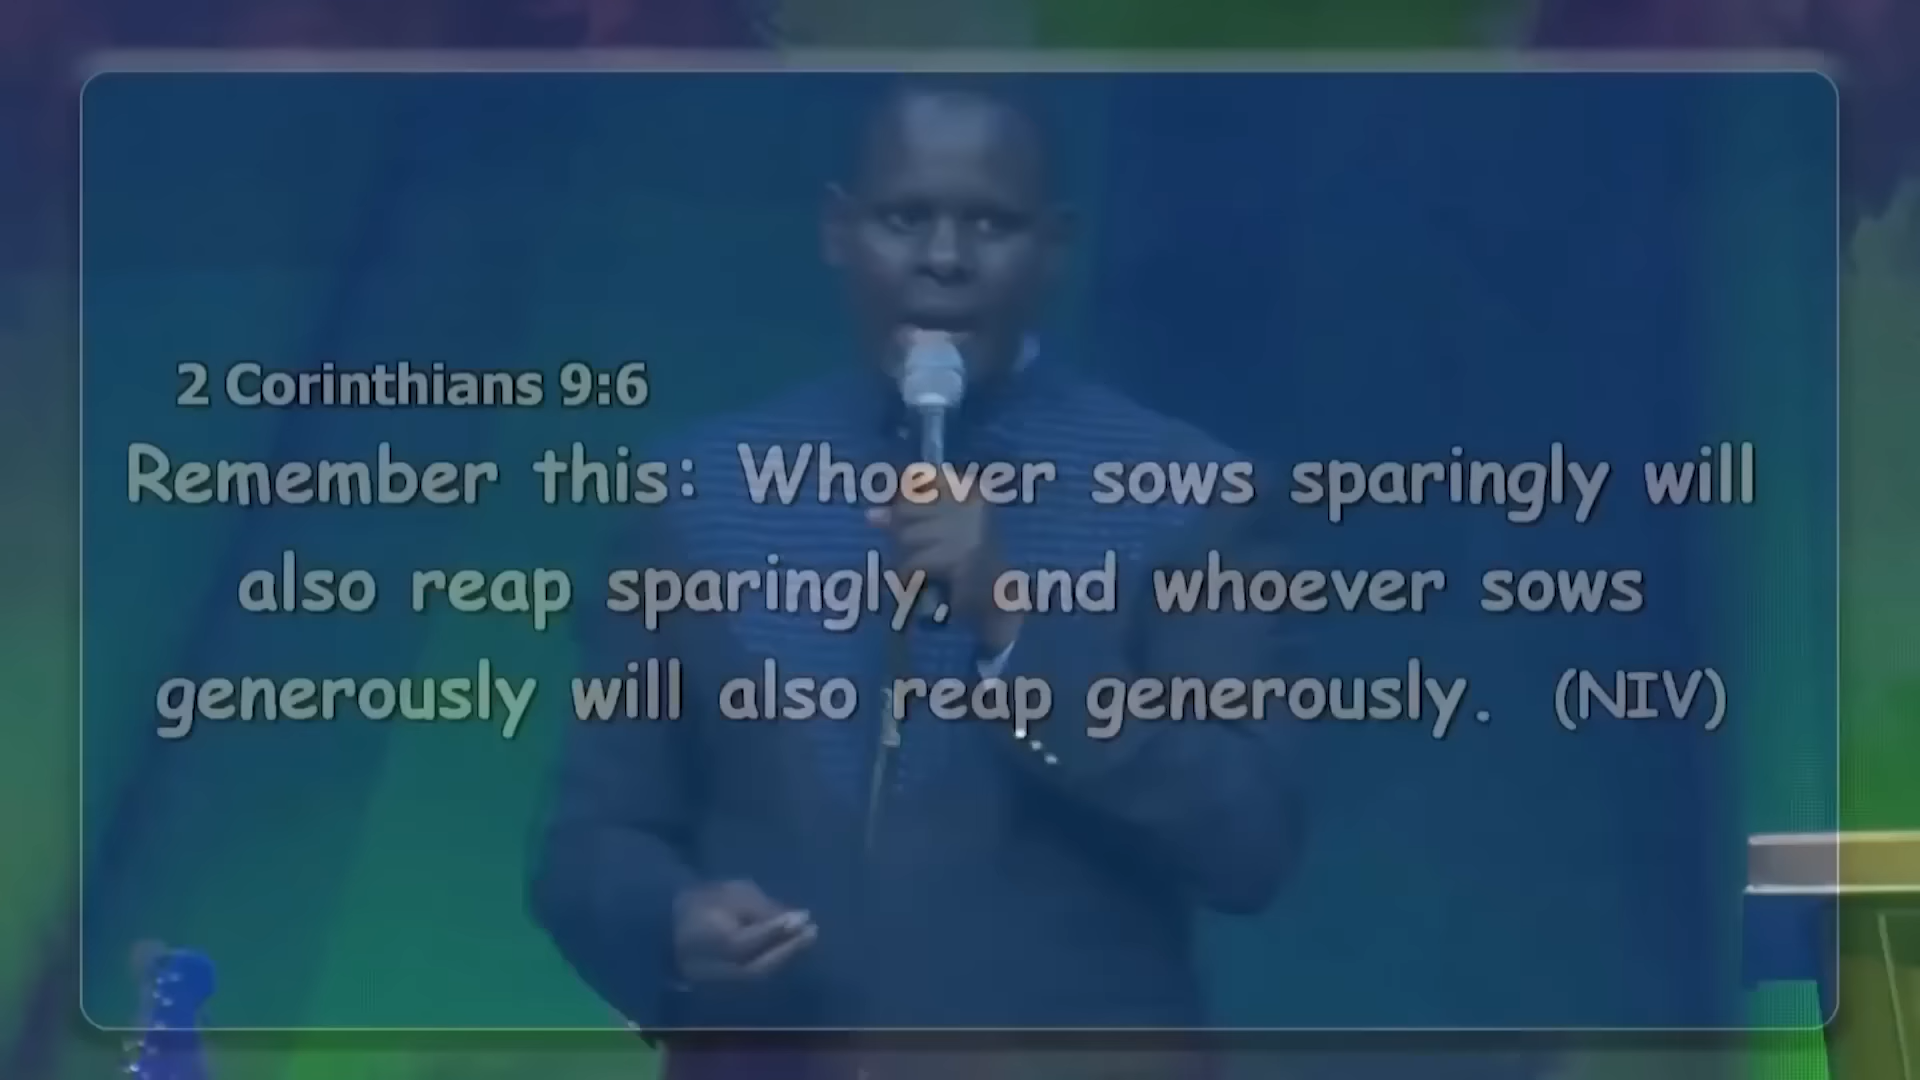 2 Corinthians 9:6
Remember this: Whoever sows sparingly will
also reap sparingly, and whoever sows
generously will also reap generously. (NIV)